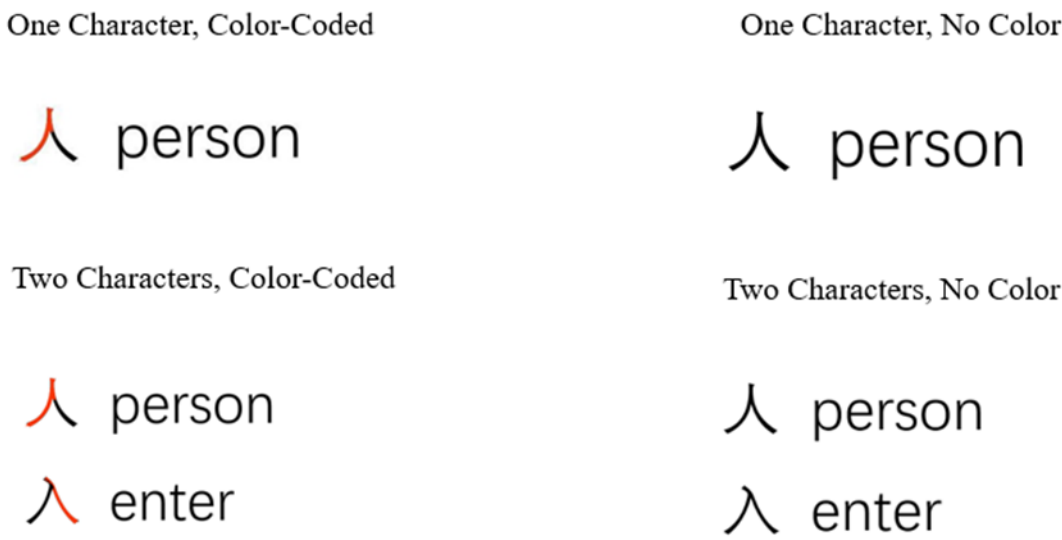 One Character, Color-Coded
人 person
One Character, No Color
人 person
Two Characters, Color-Coded
人 person
入 enter
Two Characters, No Color
人 person
入 enter